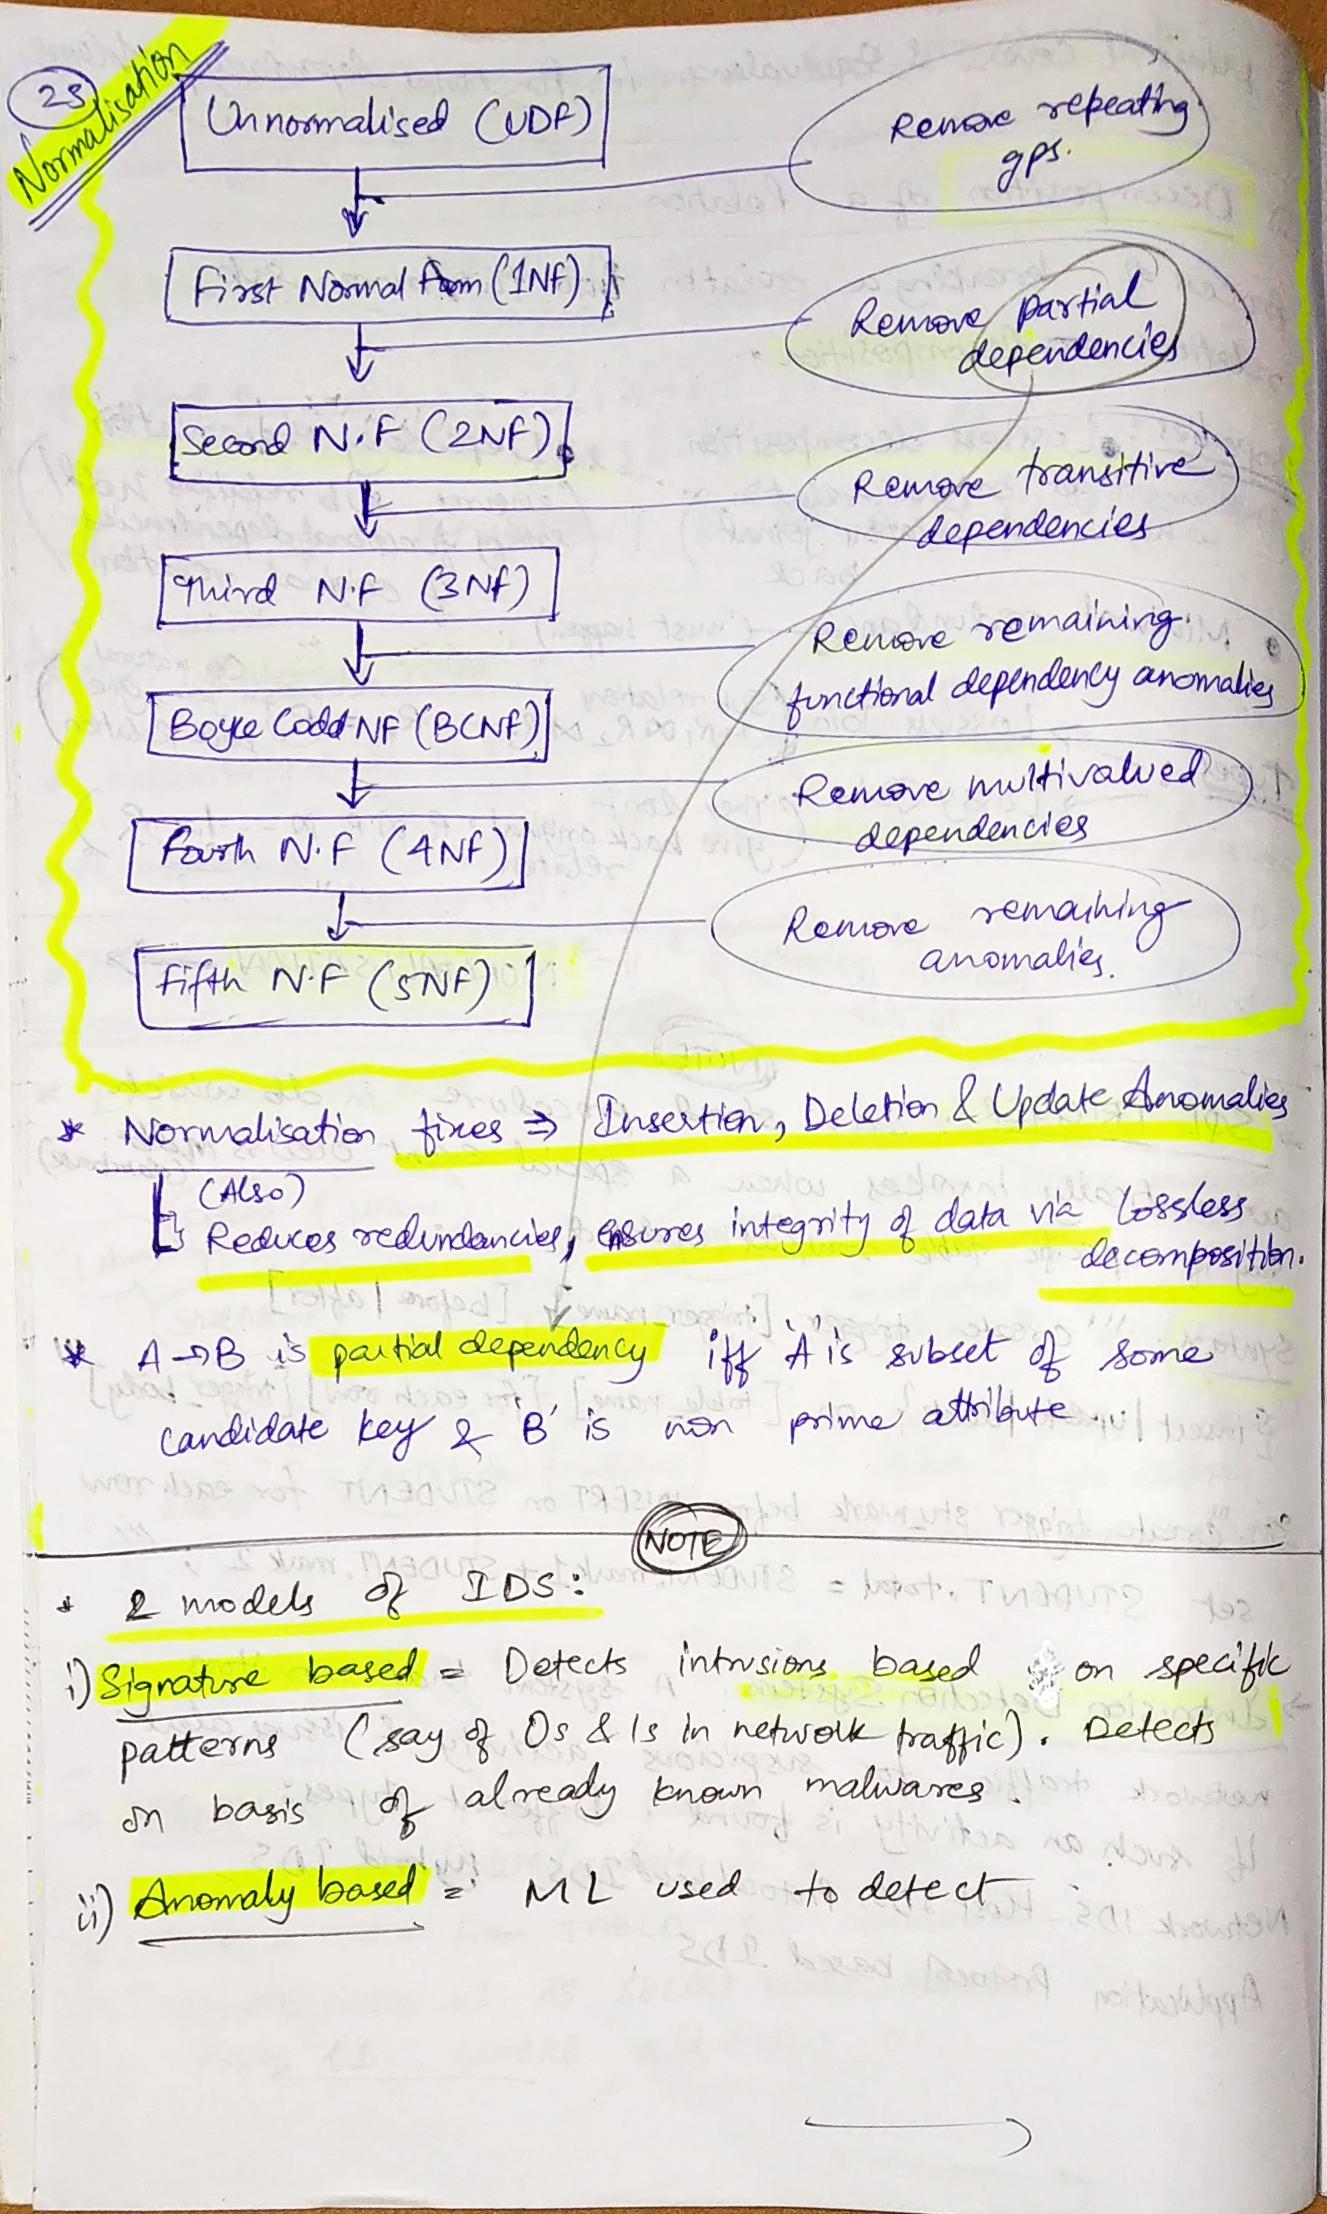 25
Normalisation
Unnormalised (UDF)
Remove repeating
gps.
First Normal Form (1NF)
Remove partial
dependencies
Second N.F (2NF)
Remove transitive
dependencies
Third N.F (3NF)
Remove remaining
functional dependency anomalies
Boyce Codd NF (BCNF)
Remove multivalued
dependencies
Fourth N.F (4NF)
Remove remaining
anomalies.
Fifth N.F (5NF)
* Normalisation fixes ⇒ Insertion, Deletion & Update Anomalies
(Also)
Reduces redundancies, ensures integrity of data via lossless
decomposition.
* A→B is partial dependency iff 'A' is subset of some
candidate key & 'B' is non prime attribute.
NOTE
* 2 models of IDS:
i) Signature based = Detects intrusions based on specific
patterns (say of 0s & 1s in network traffic). Detects
on basis of already known malwares.
ii) Anomaly based = ML used to detect